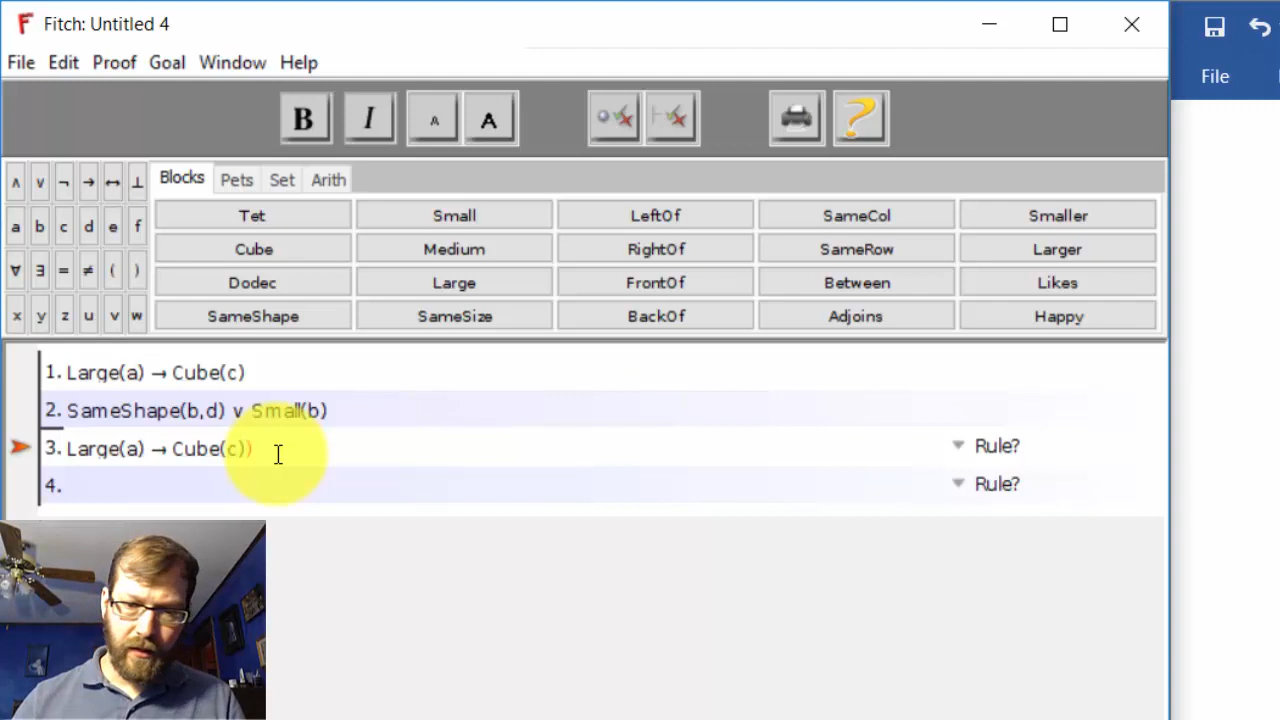 Fitch: Untitled 4
File Edit Proof Goal Window Help
B I A A ?
∧ ∨ ¬ → ↔ ⊥ Blocks Pets Set Arith
Tet Small LeftOf SameCol Smaller
a b c d e f Cube Medium RightOf SameRow Larger
∀ ∃ = ≠ ( ) Dodec Large FrontOf Between Likes
x y z u v w SameShape SameSize BackOf Adjoins Happy
1. Large(a) → Cube(c)
2. SameShape(b,d) ∨ Small(b)
3. Large(a) → Cube(c)) Rule?
4. Rule?
File